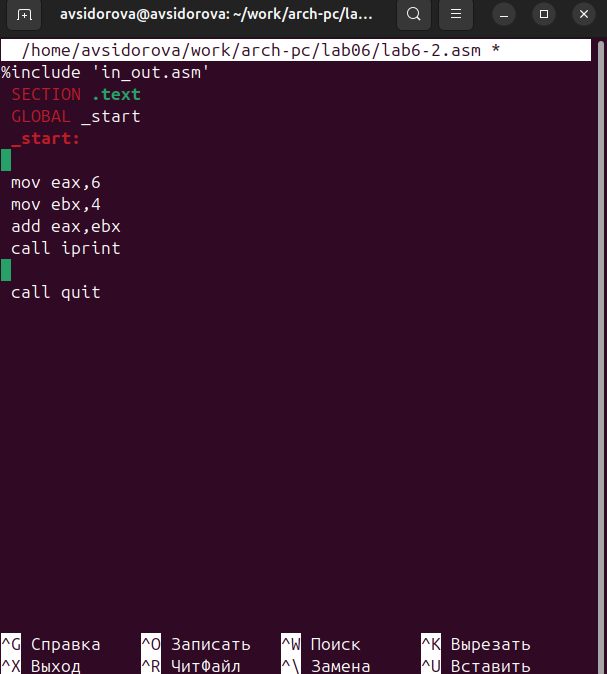 avsidorova@avsidorova: ~/work/arch-pc/la...
/home/avsidorova/work/arch-pc/lab06/lab6-2.asm *
%include 'in_out.asm'
SECTION .text
GLOBAL _start
_start:
mov eax,6
mov ebx,4
add eax,ebx
call iprint
call quit
^G Справка ^O Записать ^W Поиск ^K Вырезать
^X Выход ^R ЧитФайл ^\ Замена ^U Вставить